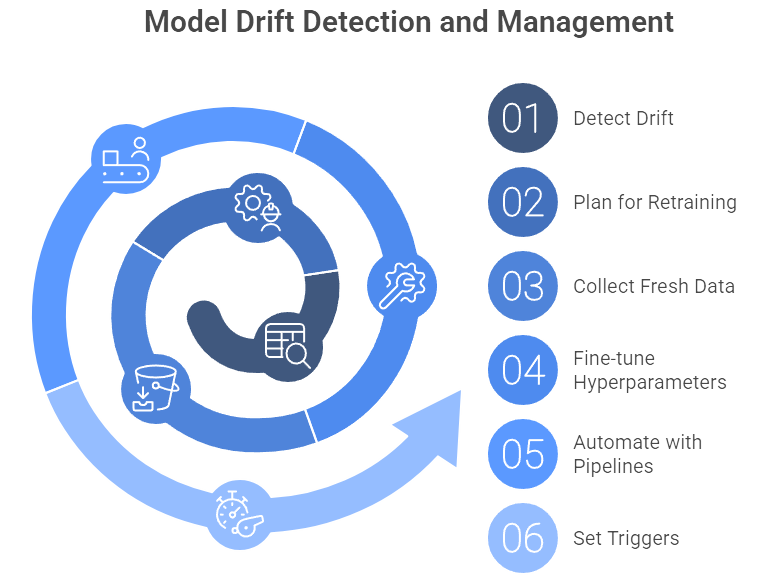 Model Drift Detection and Management
01
Detect Drift
02
Plan for Retraining
03
Collect Fresh Data
04
Fine-tune
Hyperparameters
05
Automate with
Pipelines
06
Set Triggers